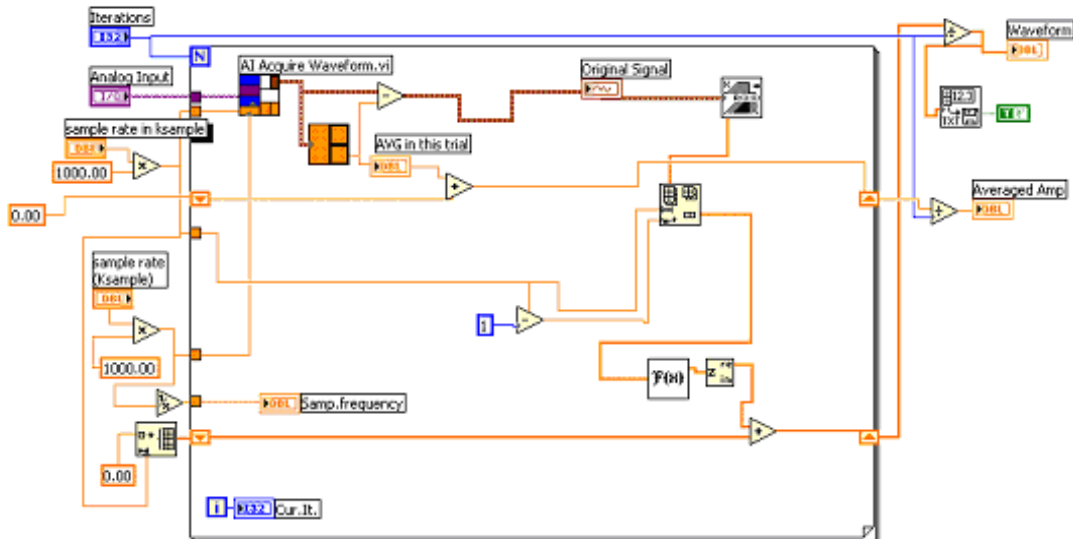 Iterations
I32
Waveform
DBL
N
AI Acquire Waveform.vi
Analog Input
I/O
Original Signal
sample rate in ksample
DBL
1000.00
AVG in this trial
DBL
TF
0.00
Averaged Amp
DBL
sample rate
(Ksample)
DBL
1
1000.00
F(x)
DBL
Samp.frequency
0.00
i
I32
Cur.It.